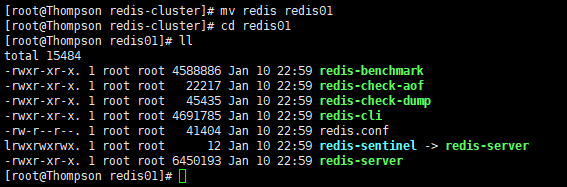 [root@Thompson redis-cluster]# mv redis redis01
[root@Thompson redis-cluster]# cd redis01
[root@Thompson redis01]# ll
total 15484
-rwxr-xr-x. 1 root root 4588886 Jan 10 22:59 redis-benchmark
-rwxr-xr-x. 1 root root   22217 Jan 10 22:59 redis-check-aof
-rwxr-xr-x. 1 root root   45435 Jan 10 22:59 redis-check-dump
-rwxr-xr-x. 1 root root 4691785 Jan 10 22:59 redis-cli
-rw-r--r--. 1 root root   41404 Jan 10 22:59 redis.conf
lrwxrwxrwx. 1 root root      12 Jan 10 22:59 redis-sentinel -> redis-server
-rwxr-xr-x. 1 root root 6450193 Jan 10 22:59 redis-server
[root@Thompson redis01]#